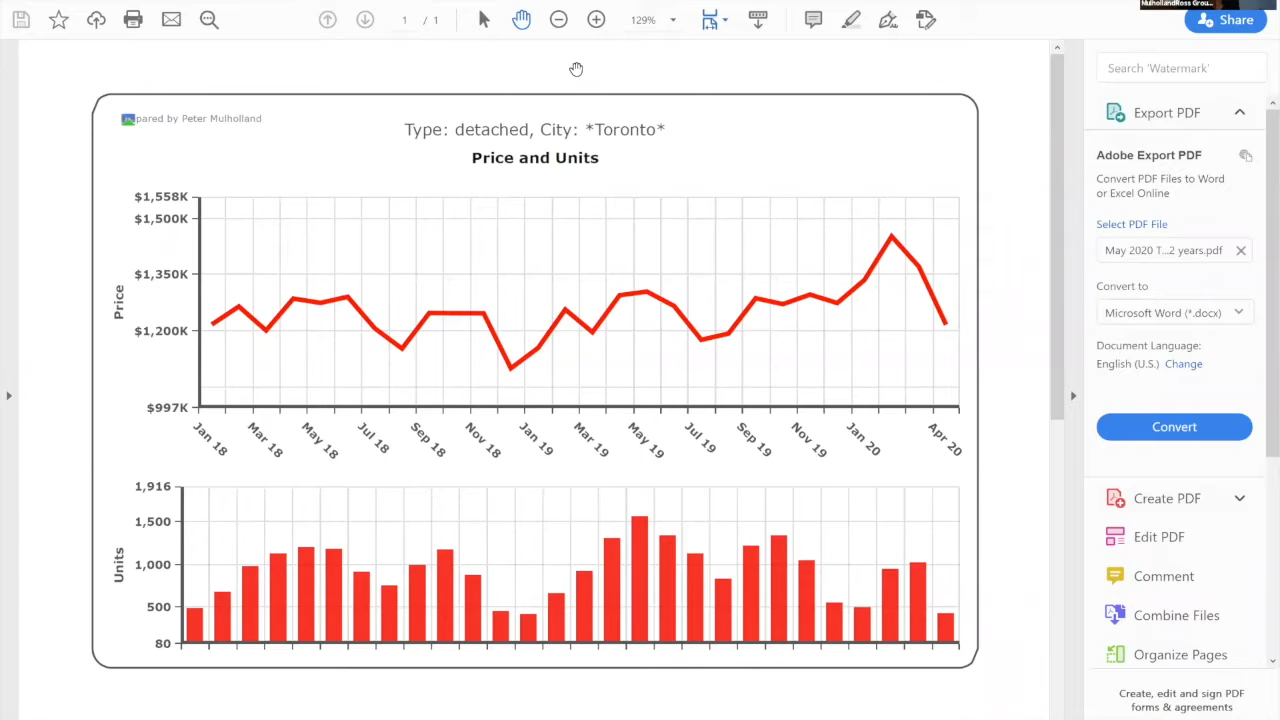 MulhollandRoss Grou...
1 / 1
129%
Share
Search 'Watermark'
Export PDF
Adobe Export PDF
Convert PDF Files to Word
or Excel Online
Select PDF File
May 2020 T...2 years.pdf
Convert to
Microsoft Word (*.docx)
Document Language:
English (U.S.) Change
Convert
Create PDF
Edit PDF
Comment
Combine Files
Organize Pages
Create, edit and sign PDF
forms & agreements
pared by Peter Mulholland
Type: detached, City: *Toronto*
Price and Units
$1,558K
$1,500K
$1,350K
$1,200K
$997K
Price
Jan 18 Mar 18 May 18 Jul 18 Sep 18 Nov 18 Jan 19 Mar 19 May 19 Jul 19 Sep 19 Nov 19 Jan 20 Apr 20
1,916
1,500
1,000
500
80
Units